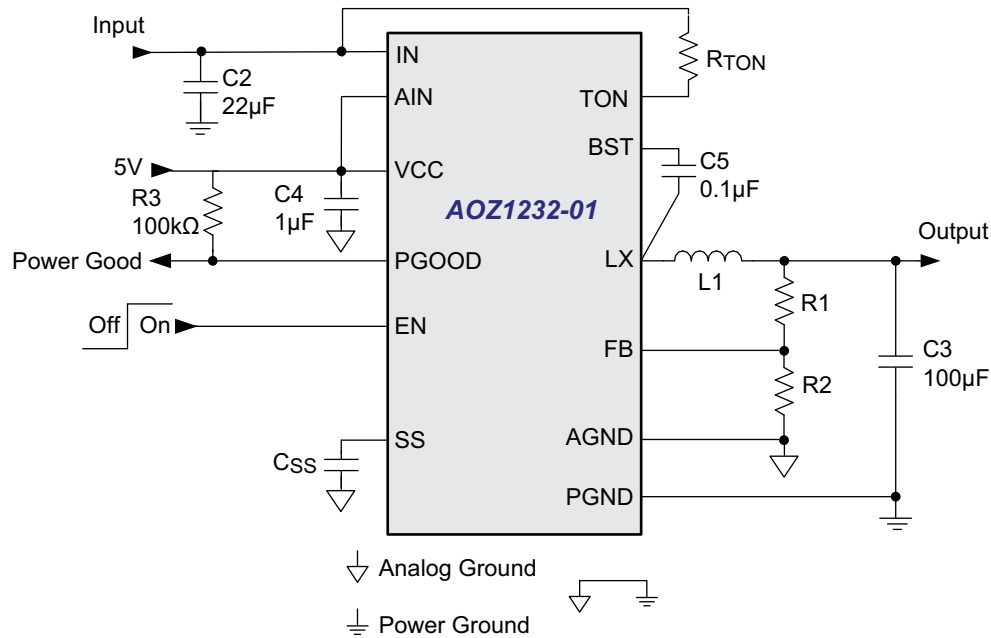 Input
IN
RTON
C2
22µF
AIN
TON
BST
5V
VCC
C5
0.1µF
R3
100kΩ
C4
1µF
AOZ1232-01
Output
Power Good
PGOOD
LX
L1
R1
Off
On
EN
FB
C3
100µF
R2
SS
AGND
CSS
PGND
Analog Ground
Power Ground